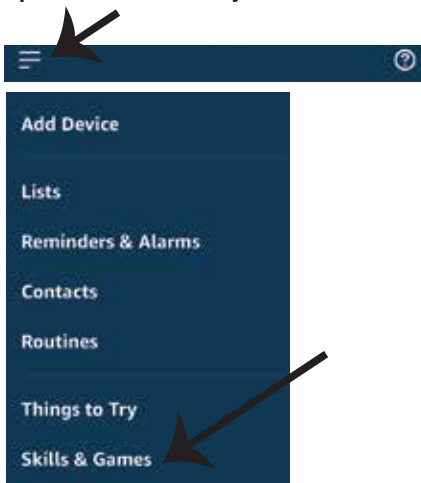 ?
Add Device
Lists
Reminders & Alarms
Contacts
Routines
Things to Try
Skills & Games